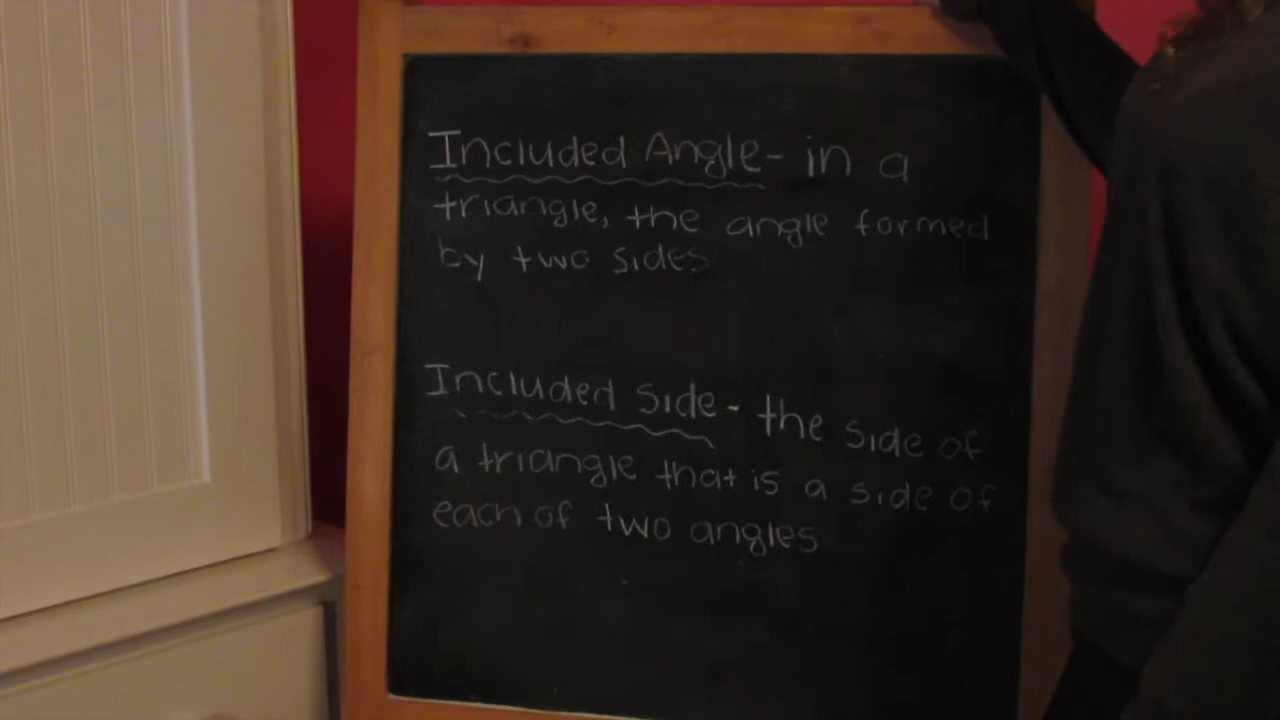 Included Angle- in a
triangle, the angle formed
by two sides
Included Side - the side of
a triangle that is a side of
each of two angles